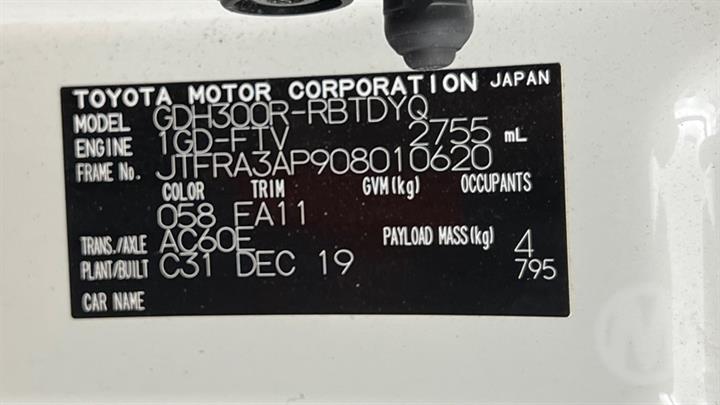 TOYOTA MOTOR CORPORATION JAPAN
MODEL GDH300R-RBTDYQ
ENGINE 1GD-FTV 2755 mL
FRAME No. JTFRA3AP908010620
COLOR TRIM GVM(kg) OCCUPANTS
058 FA11
TRANS./AXLE AC60E PAYLOAD MASS(kg) 4
PLANT/BUILT C31 DEC 19 795
CAR NAME